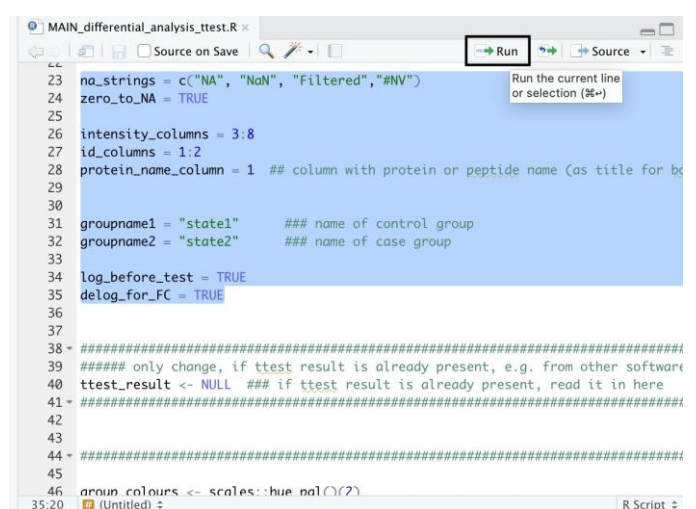 MAIN_differential_analysis_ttest.R
Source on Save
Run
Source
Run the current line
or selection (⌘↩)
22
23 na_strings = c("NA", "NaN", "Filtered","#NV")
24 zero_to_NA = TRUE
25
26 intensity_columns = 3:8
27 id_columns = 1:2
28 protein_name_column = 1 ## column with protein or peptide name (as title for bo
29
30
31 groupname1 = "state1" ### name of control group
32 groupname2 = "state2" ### name of case group
33
34 log_before_test = TRUE
35 delog_for_FC = TRUE
36
37
38 ################################################################################
39 ###### only change, if ttest result is already present, e.g. from other software
40 ttest_result <- NULL ### if ttest result is already present, read it in here
41 ################################################################################
42
43
44 ################################################################################
45
46 group_colours <- scales::hue_pal()(2)
35:20 # (Untitled) R Script